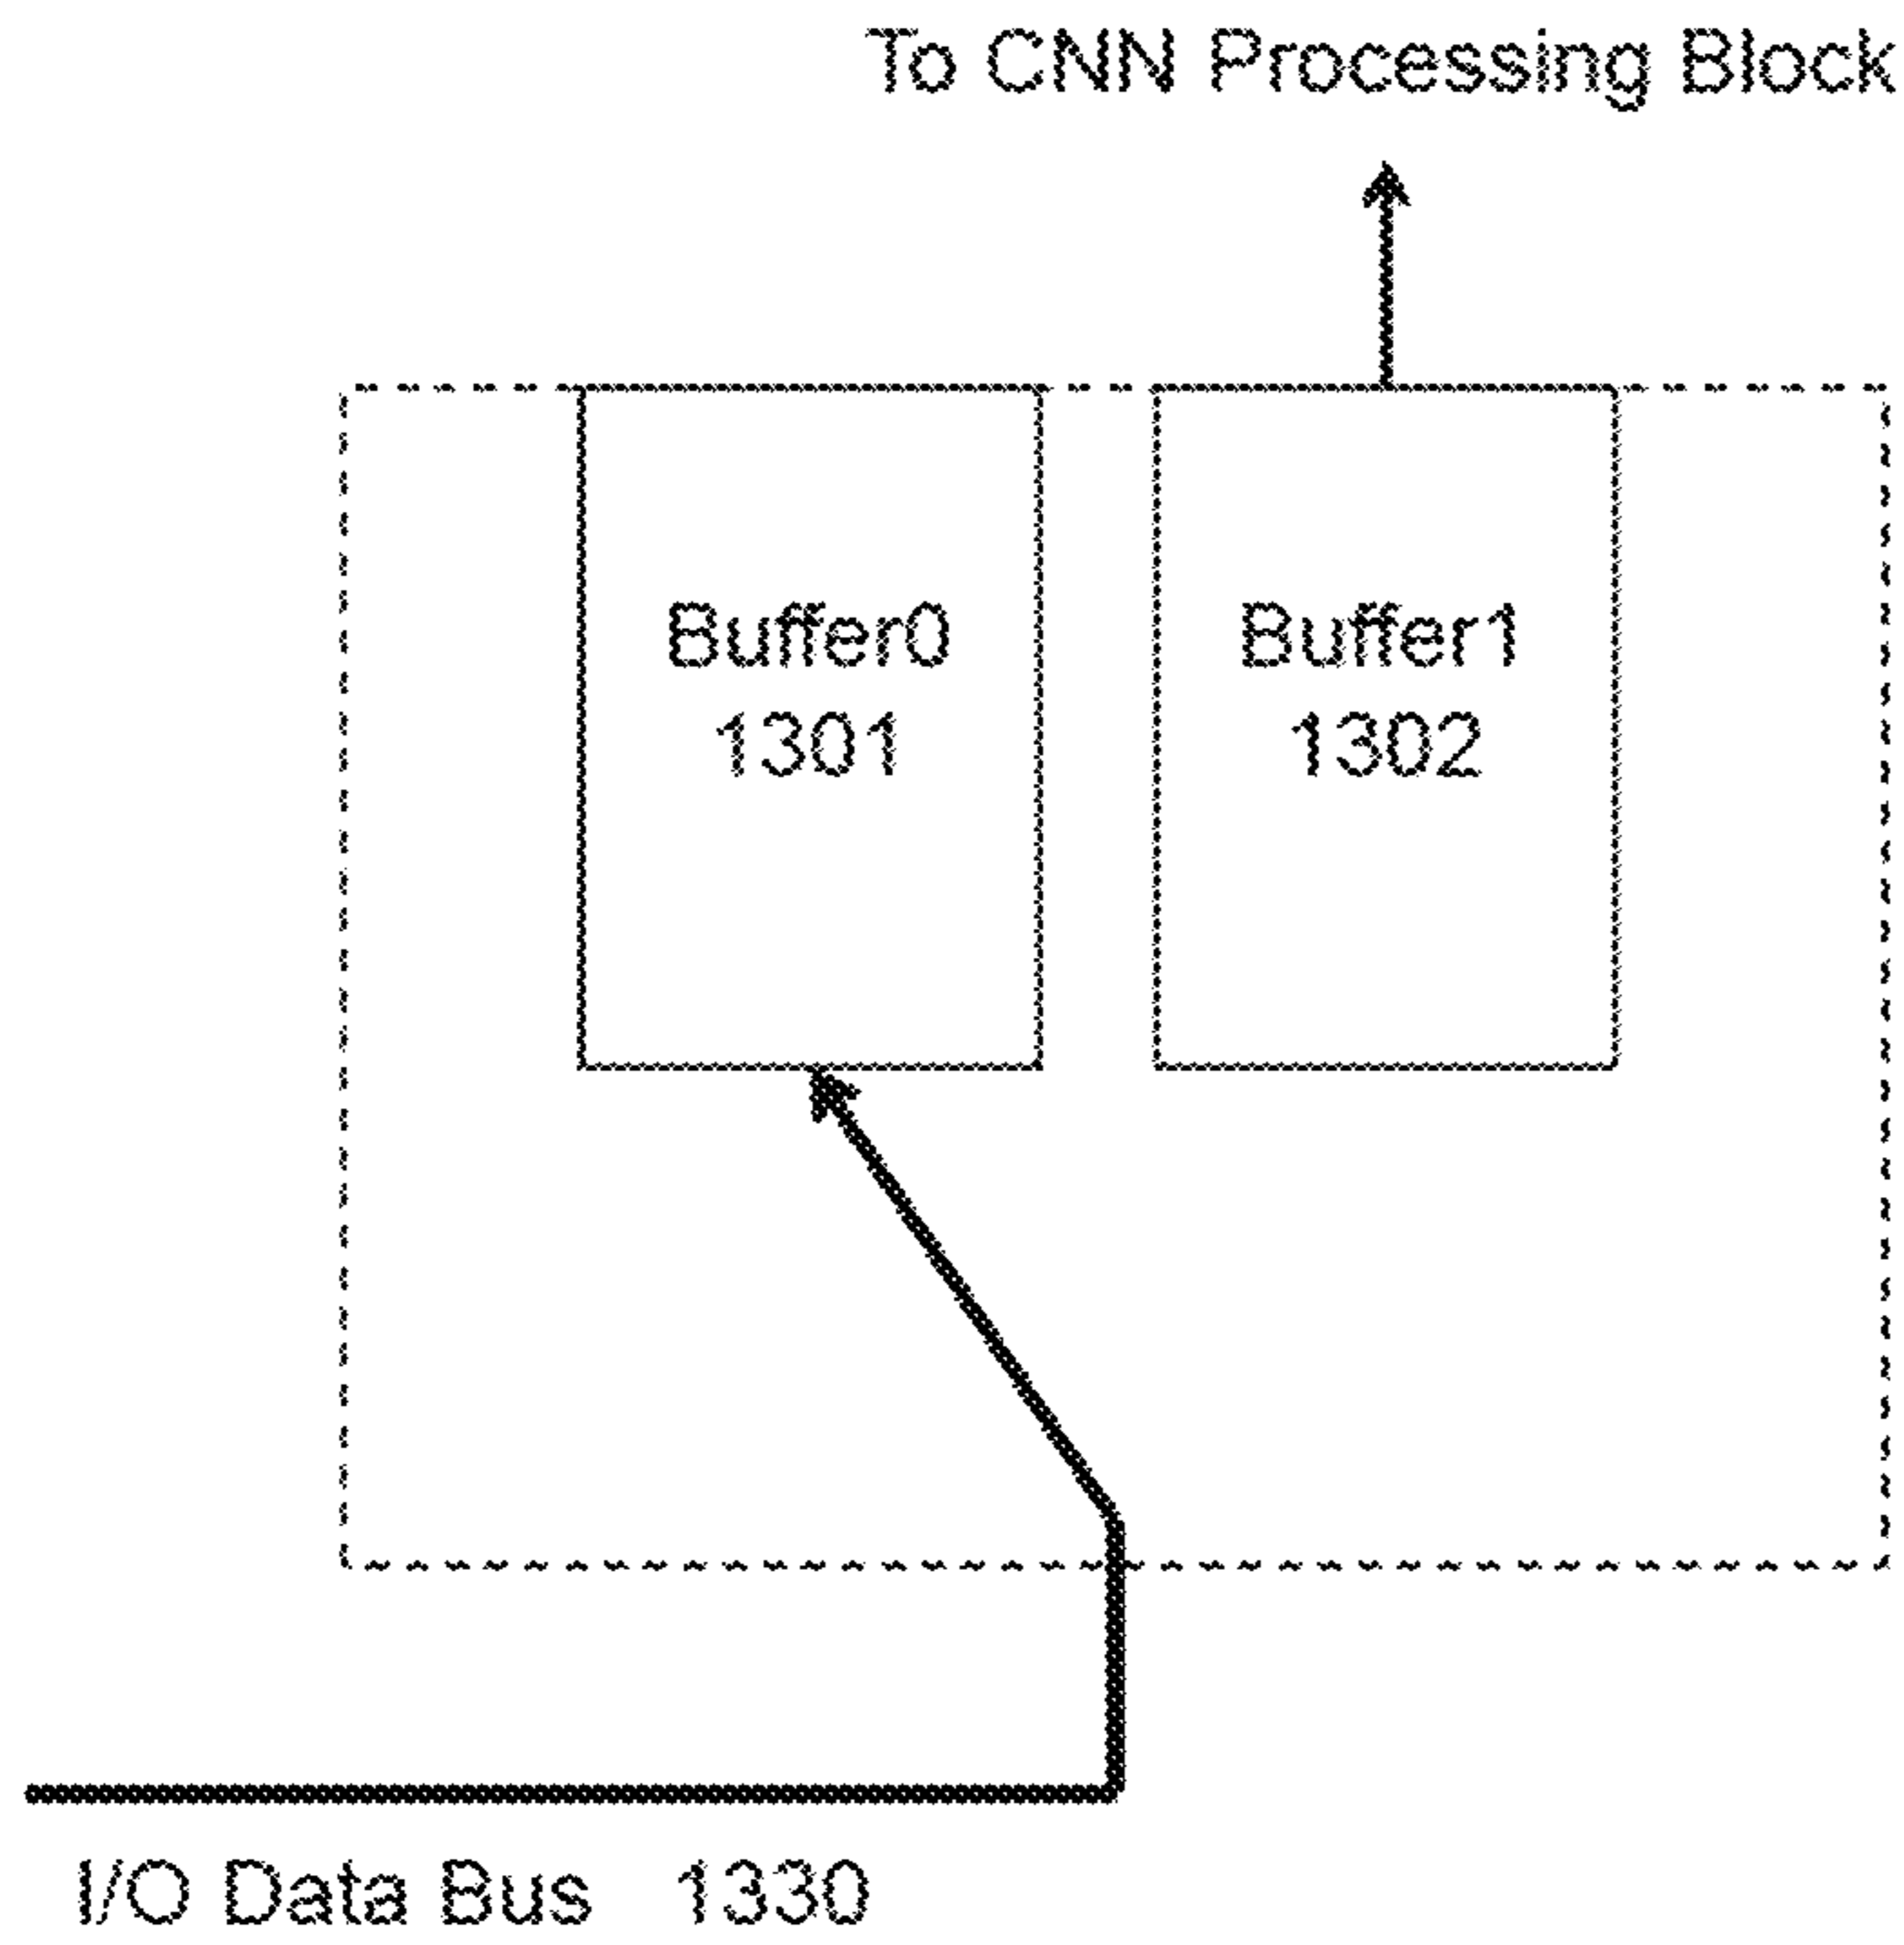 To CNN Processing Block
Buffer0
1301
Buffer1
1302
I/O Data Bus 1330